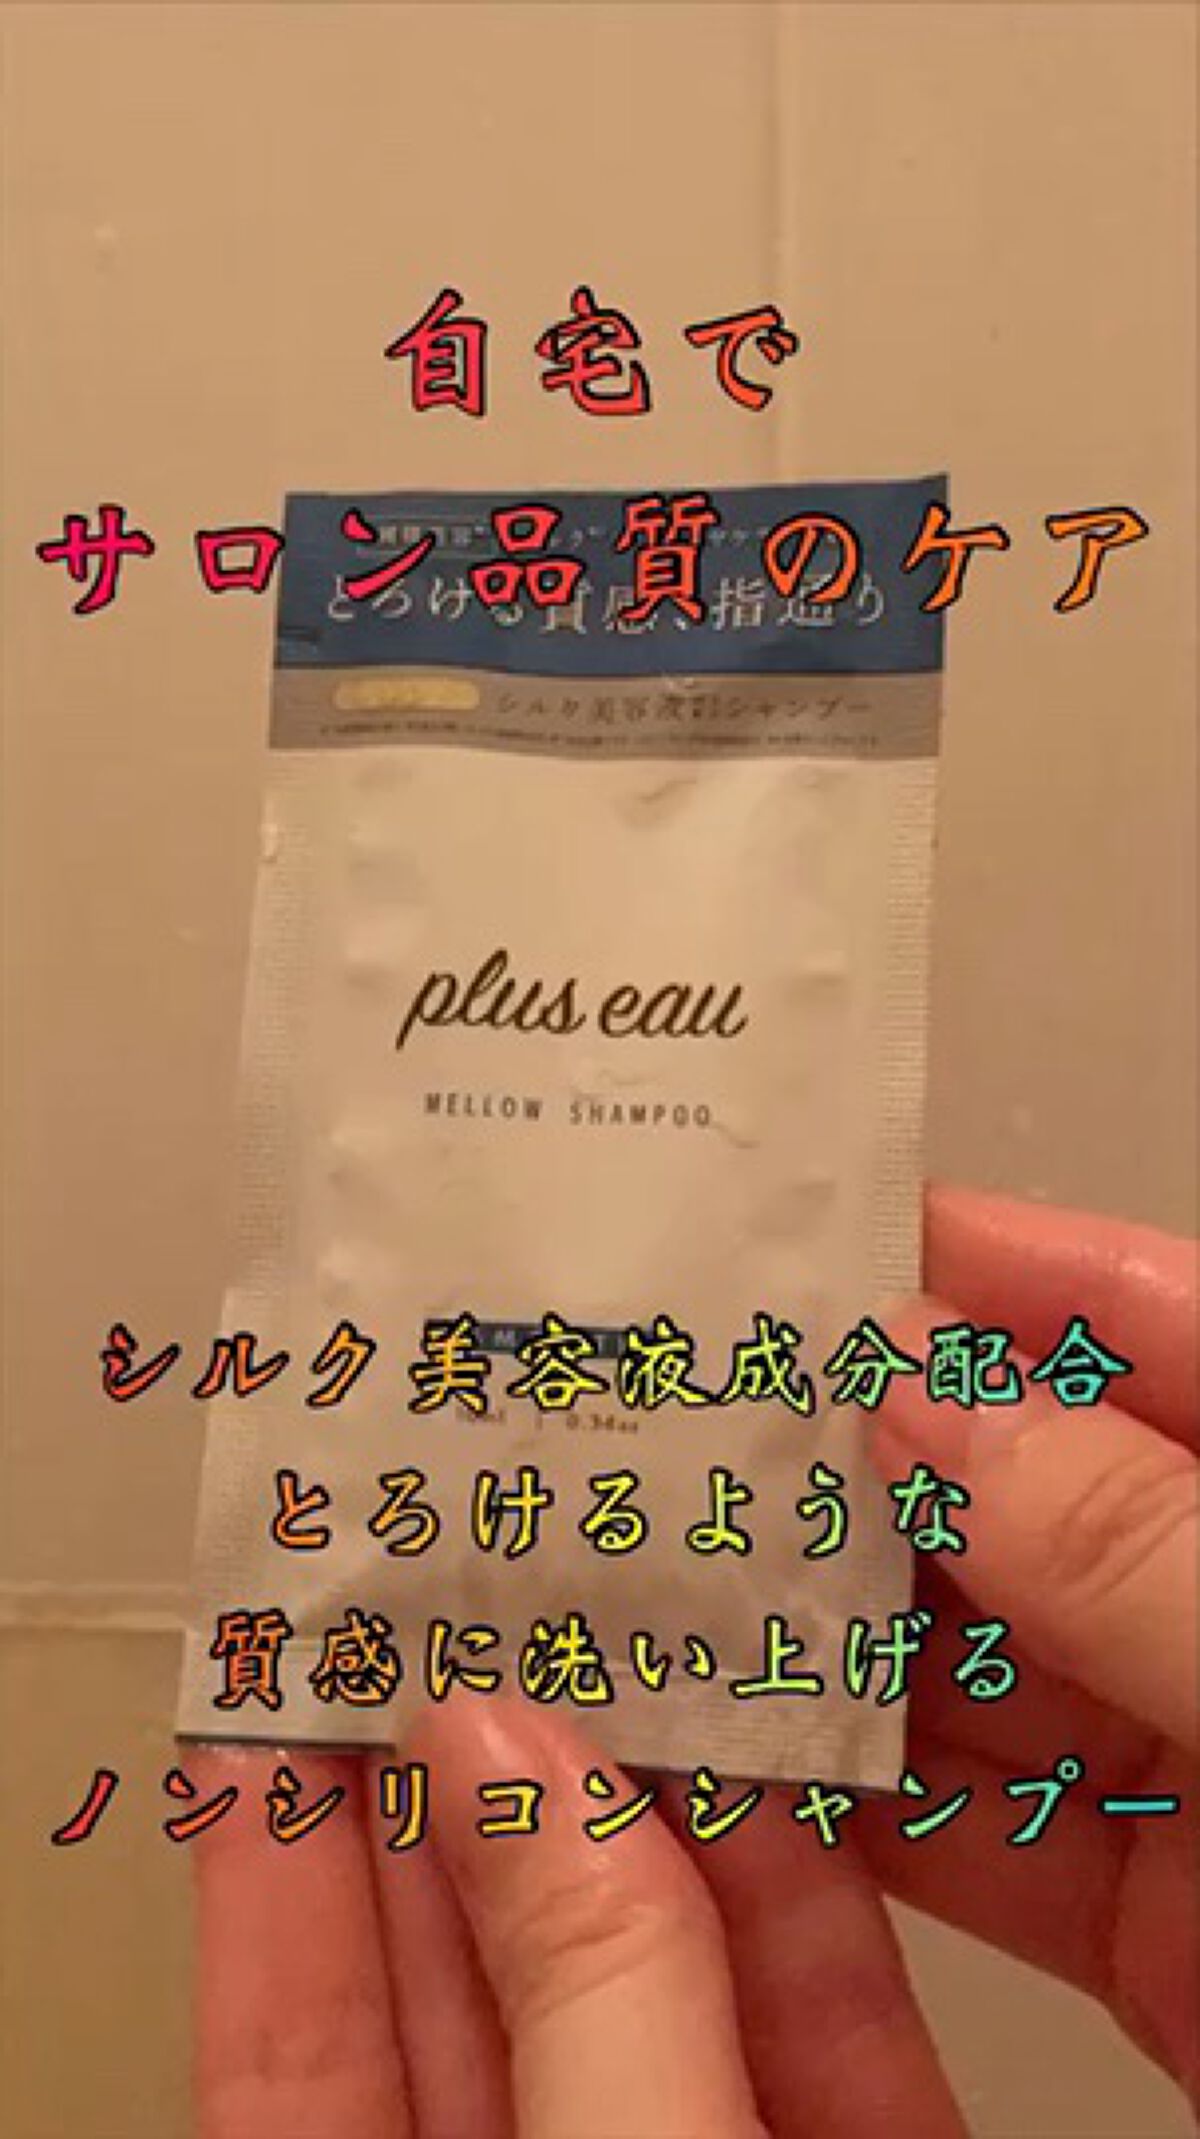 自宅で
サロン品質のケア
とろける質感、指通り
シルク美容液シャンプー
plus eau
MELLOW SHAMPOO
シルク美容液成分配合
10ml | 0.34oz
とろけるような
質感に洗い上げる
ノンシリコンシャンプー